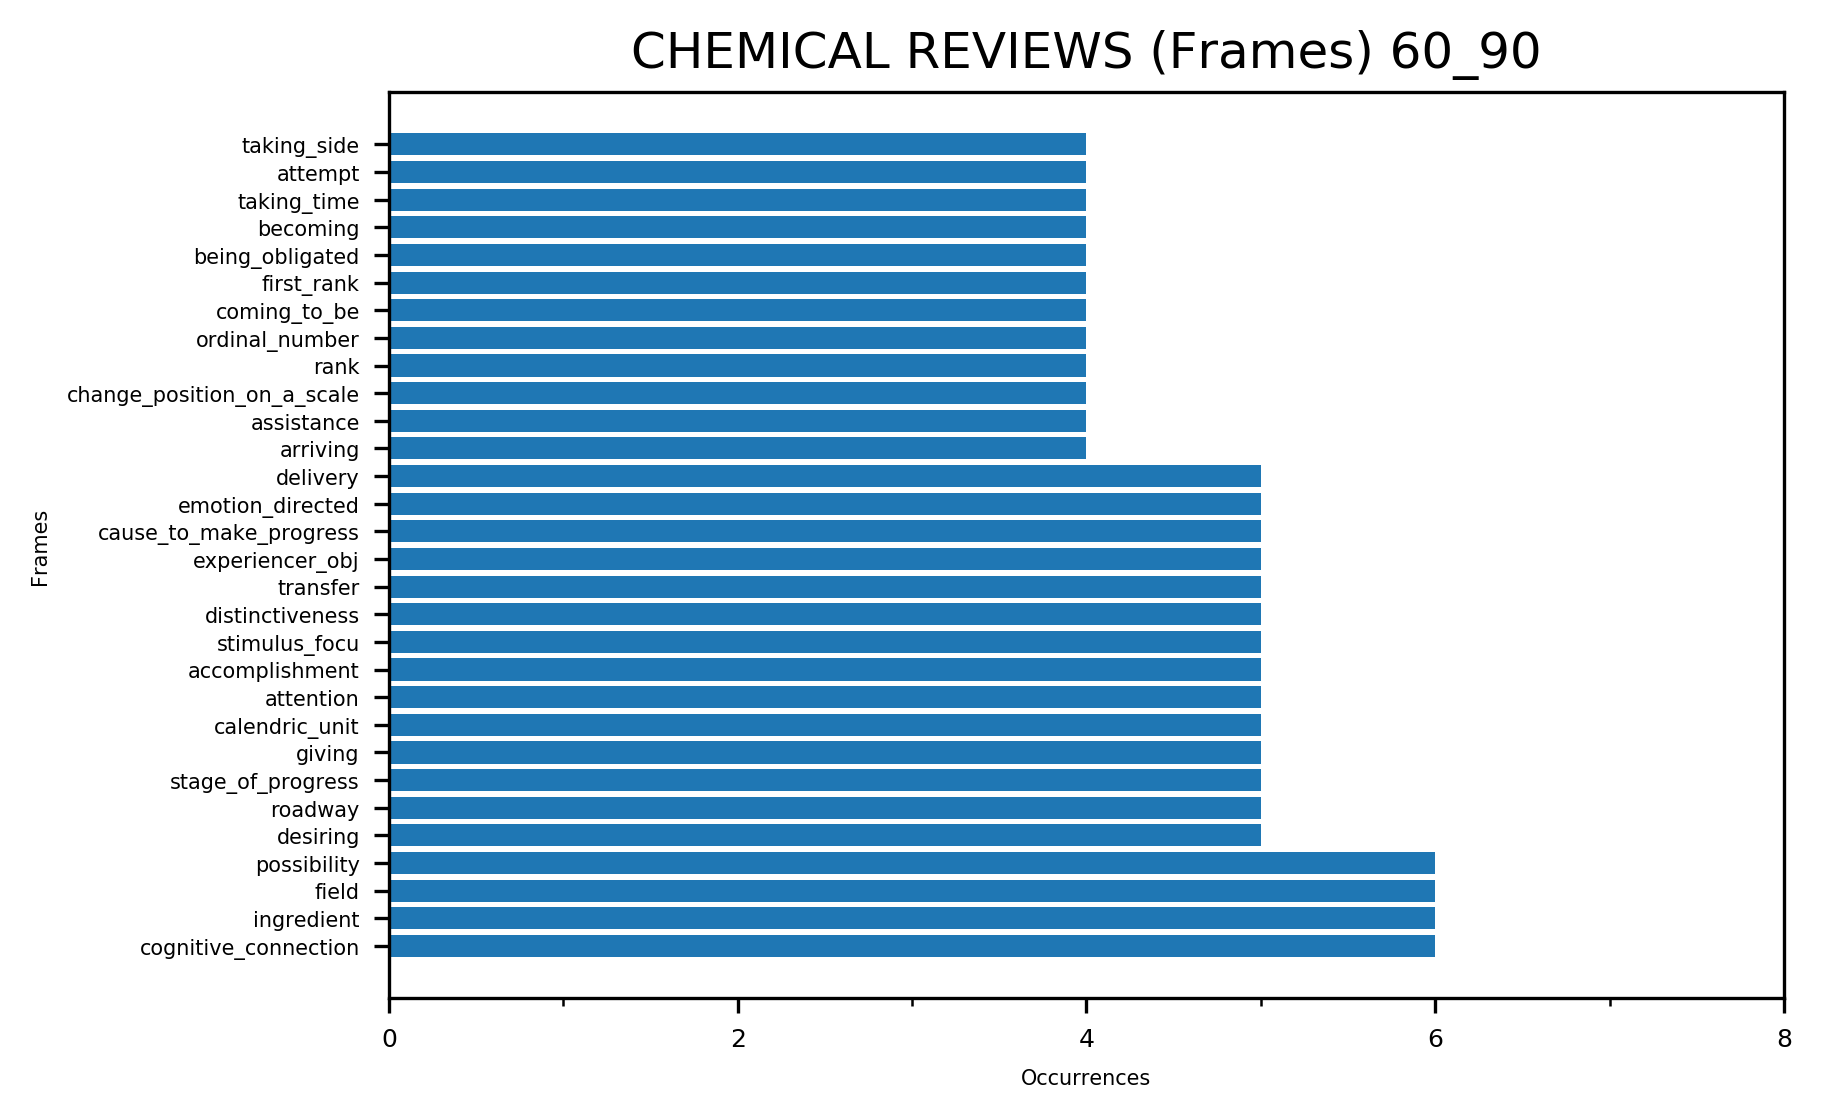 CHEMICAL REVIEWS (Frames) 60_90
taking_side
attempt
taking_time
becoming
being_obligated
first_rank
coming_to_be
ordinal_number
rank
change_position_on_a_scale
assistance
arriving
delivery
emotion_directed
cause_to_make_progress
experiencer_obj
transfer
distinctiveness
stimulus_focu
accomplishment
attention
calendric_unit
giving
stage_of_progress
roadway
desiring
possibility
field
ingredient
cognitive_connection
Frames
0 2 4 6 8
Occurrences